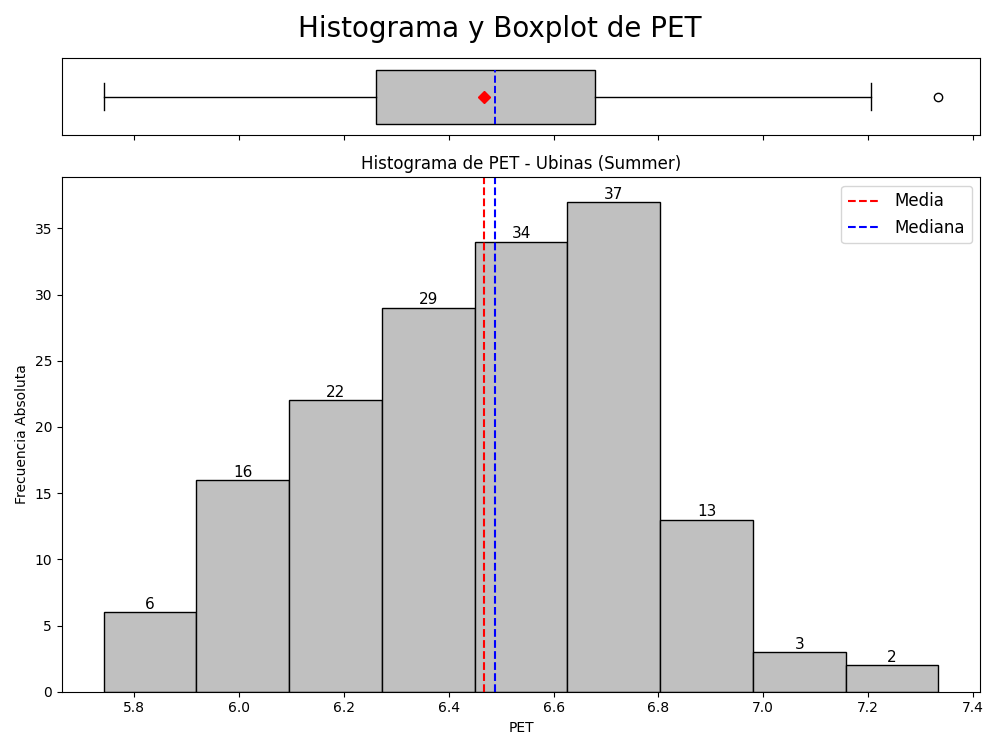 Histograma y Boxplot de PET
Histograma de PET - Ubinas (Summer)
Media
Mediana
37
34
29
22
16
13
6
3
2
35
30
25
20
15
10
5
0
Frecuencia Absoluta
5.8 6.0 6.2 6.4 6.6 6.8 7.0 7.2 7.4
PET